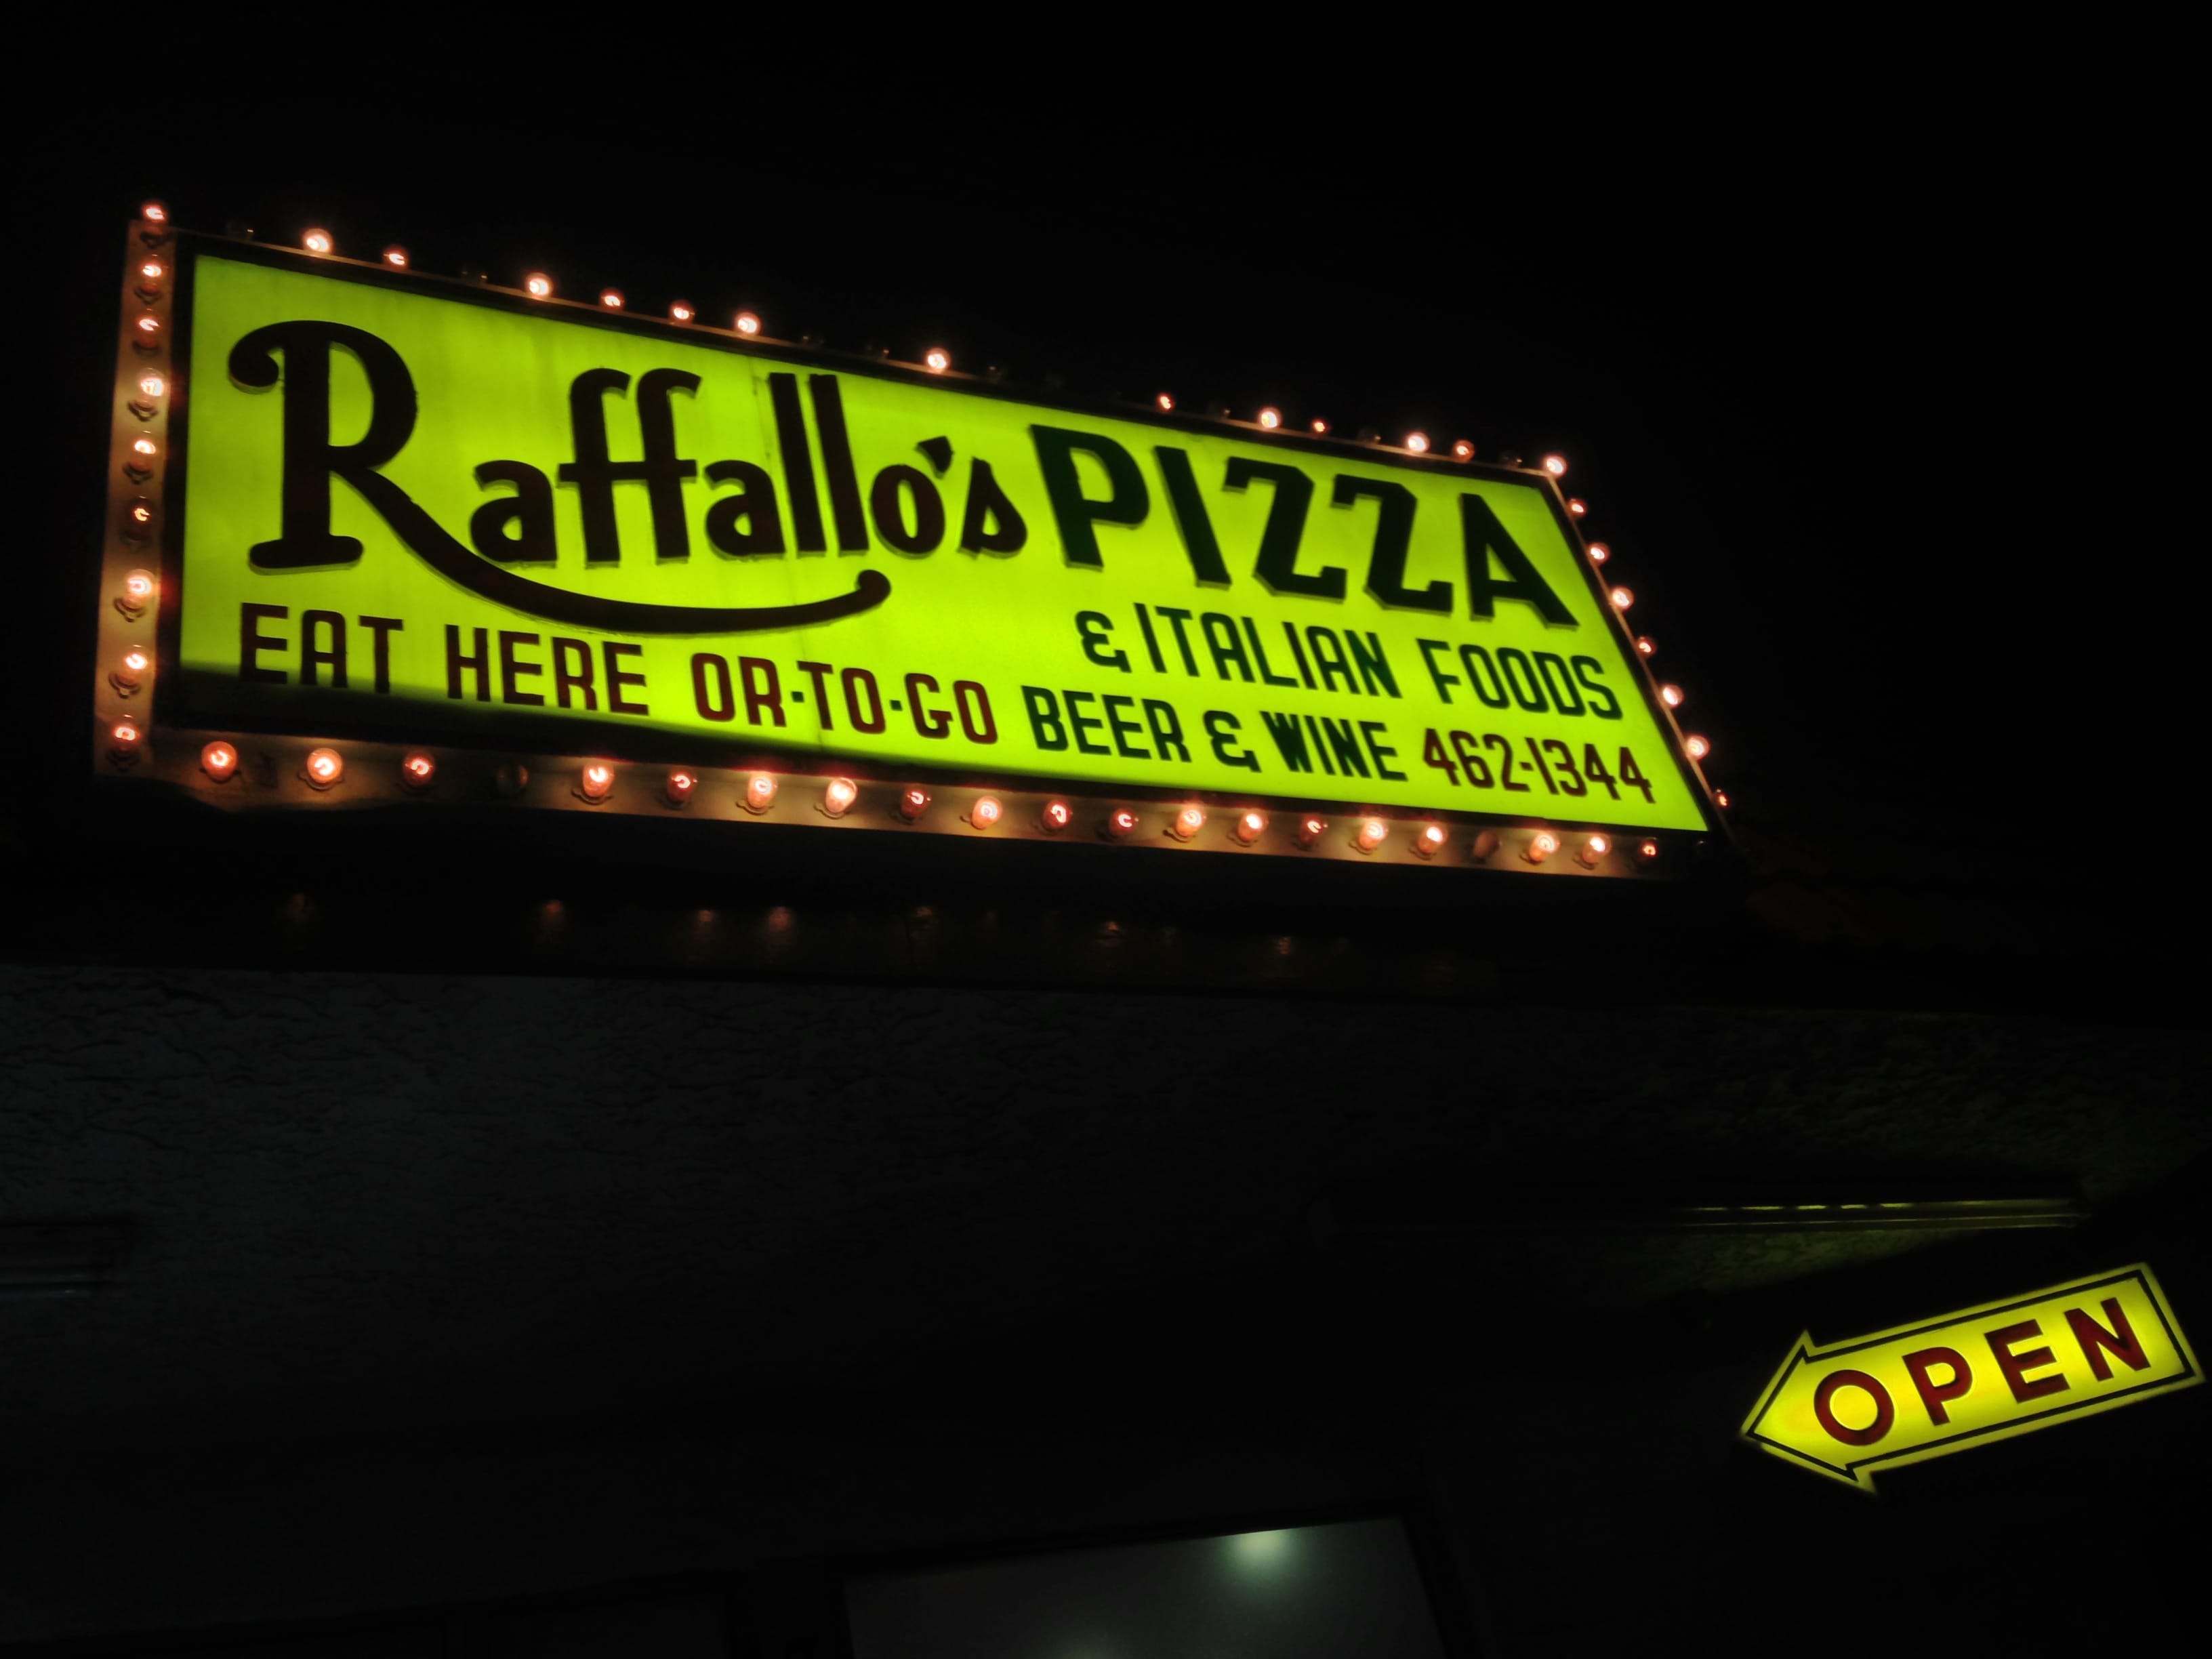 Raffallo's PIZZA
& ITALIAN FOODS
EAT HERE OR·TO·GO BEER & WINE 462-1344
OPEN